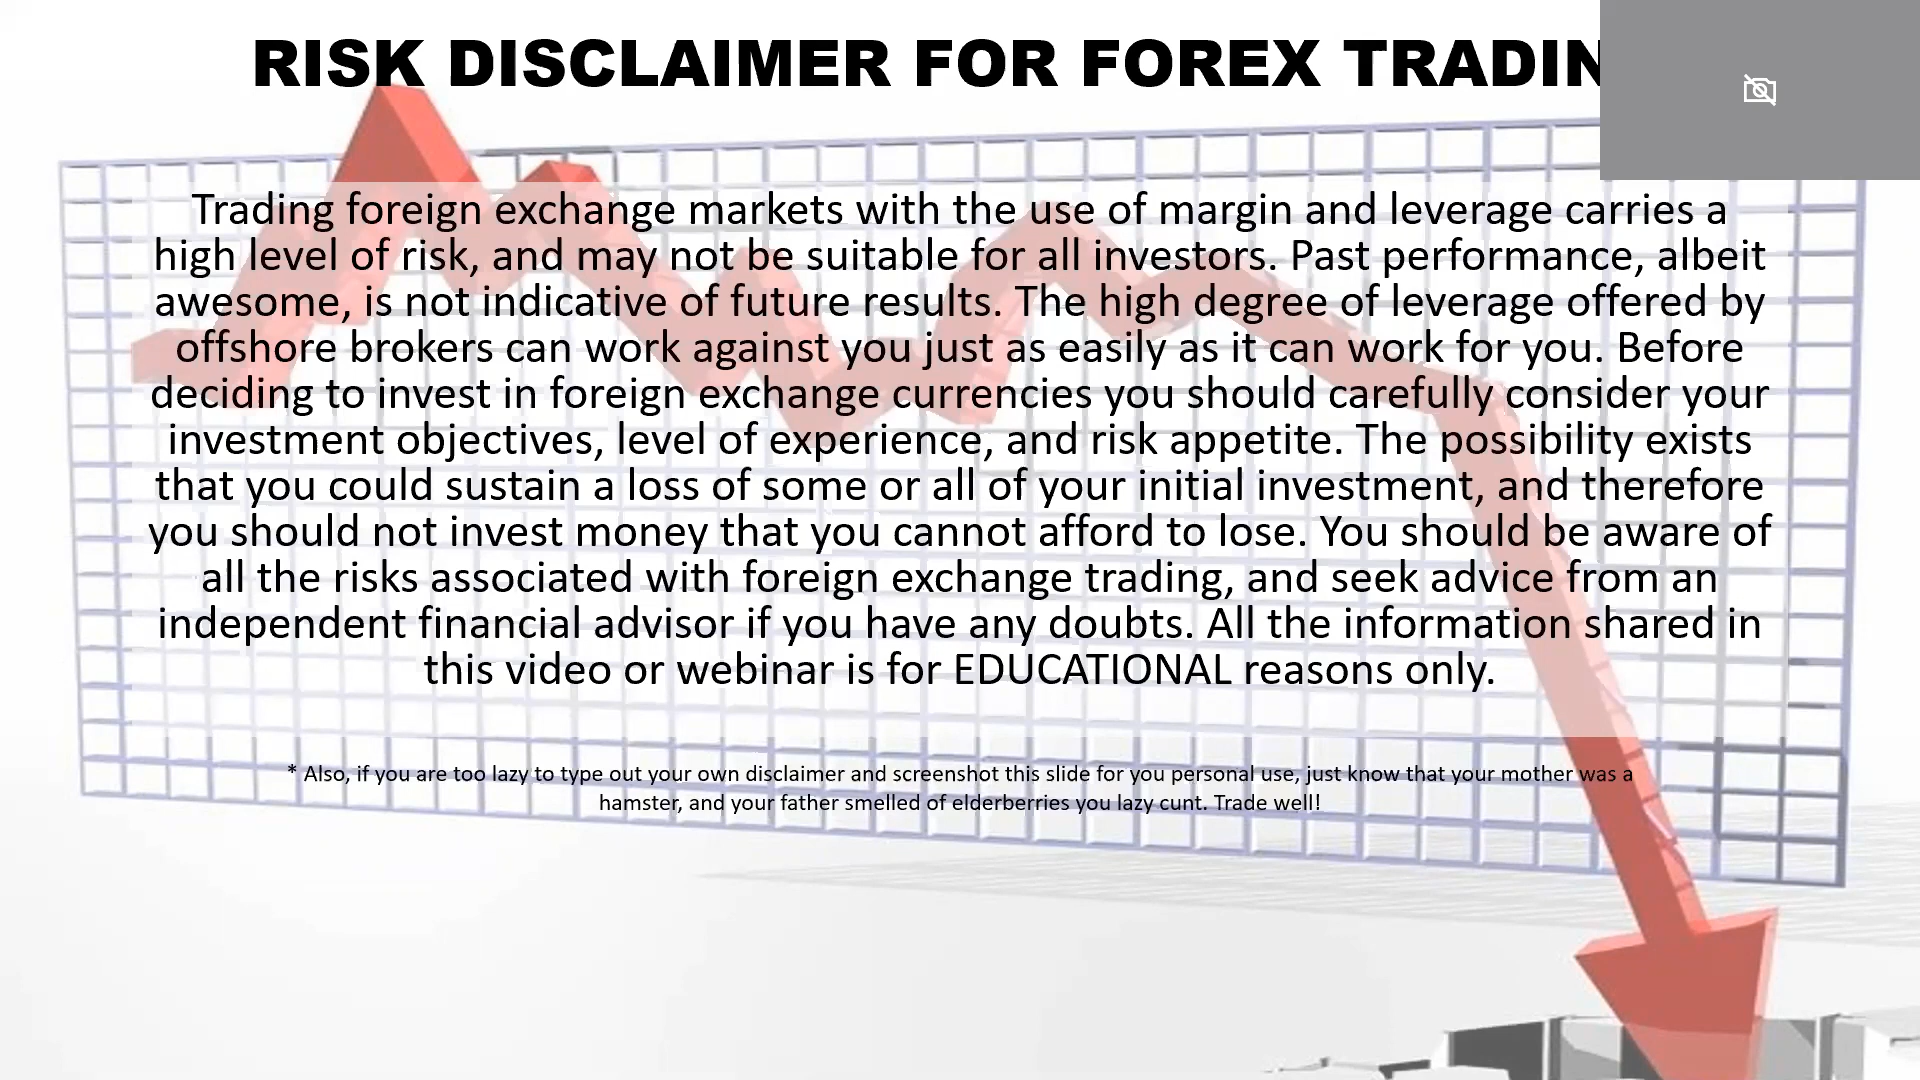 RISK DISCLAIMER FOR FOREX TRADIN
Trading foreign exchange markets with the use of margin and leverage carries a
high level of risk, and may not be suitable for all investors. Past performance, albeit
awesome, is not indicative of future results. The high degree of leverage offered by
offshore brokers can work against you just as easily as it can work for you. Before
deciding to invest in foreign exchange currencies you should carefully consider your
investment objectives, level of experience, and risk appetite. The possibility exists
that you could sustain a loss of some or all of your initial investment, and therefore
you should not invest money that you cannot afford to lose. You should be aware of
all the risks associated with foreign exchange trading, and seek advice from an
independent financial advisor if you have any doubts. All the information shared in
this video or webinar is for EDUCATIONAL reasons only.
* Also, if you are too lazy to type out your own disclaimer and screenshot this slide for you personal use, just know that your mother was a
hamster, and your father smelled of elderberries you lazy cunt. Trade well!